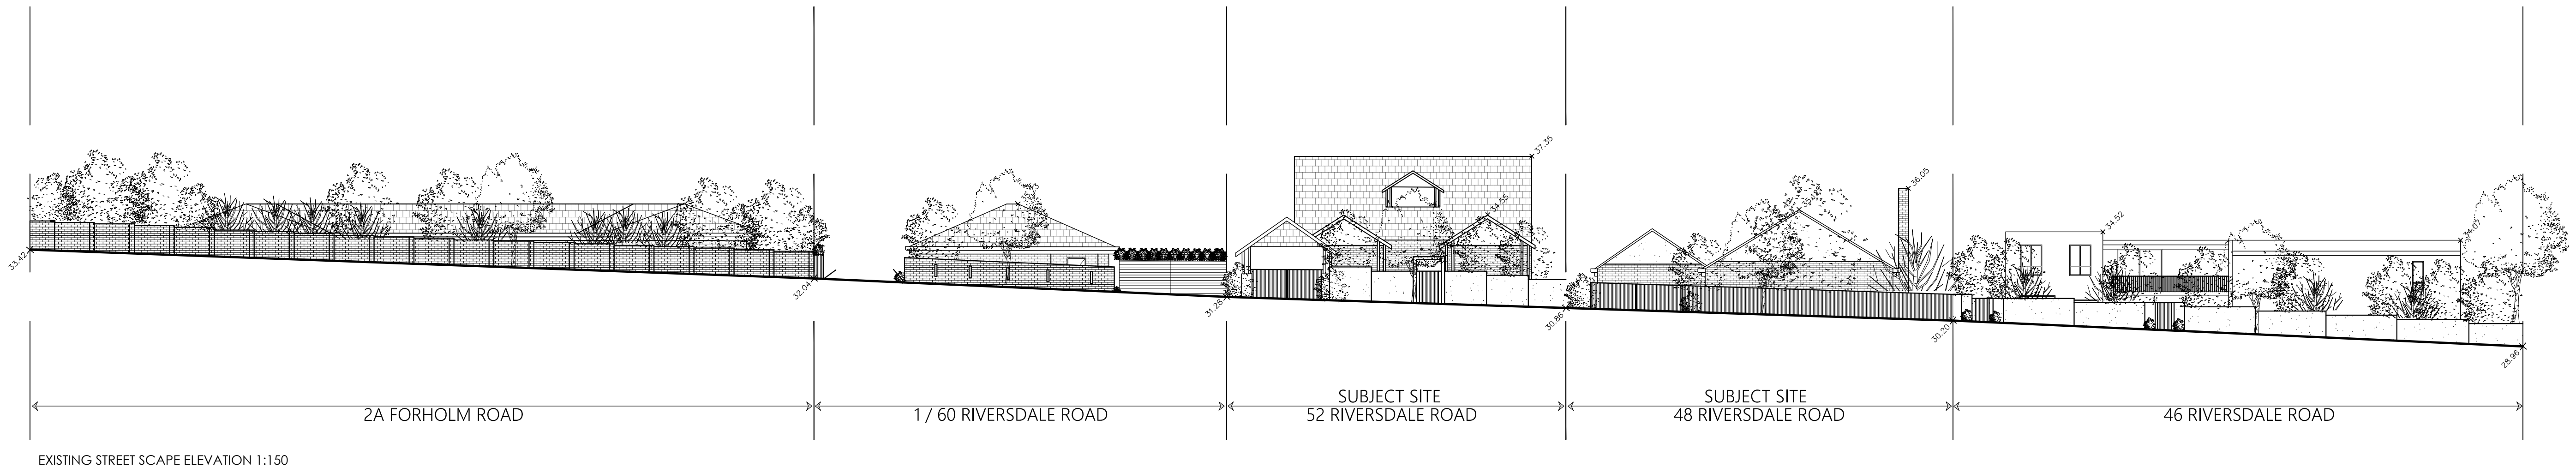 37.35
36.05
34.55
34.52
33.42
32.04
31.28
30.86
30.20
28.96
SUBJECT SITE
SUBJECT SITE
2A FORHOLM ROAD
1 / 60 RIVERSDALE ROAD
52 RIVERSDALE ROAD
48 RIVERSDALE ROAD
46 RIVERSDALE ROAD
EXISTING STREET SCAPE ELEVATION 1:150